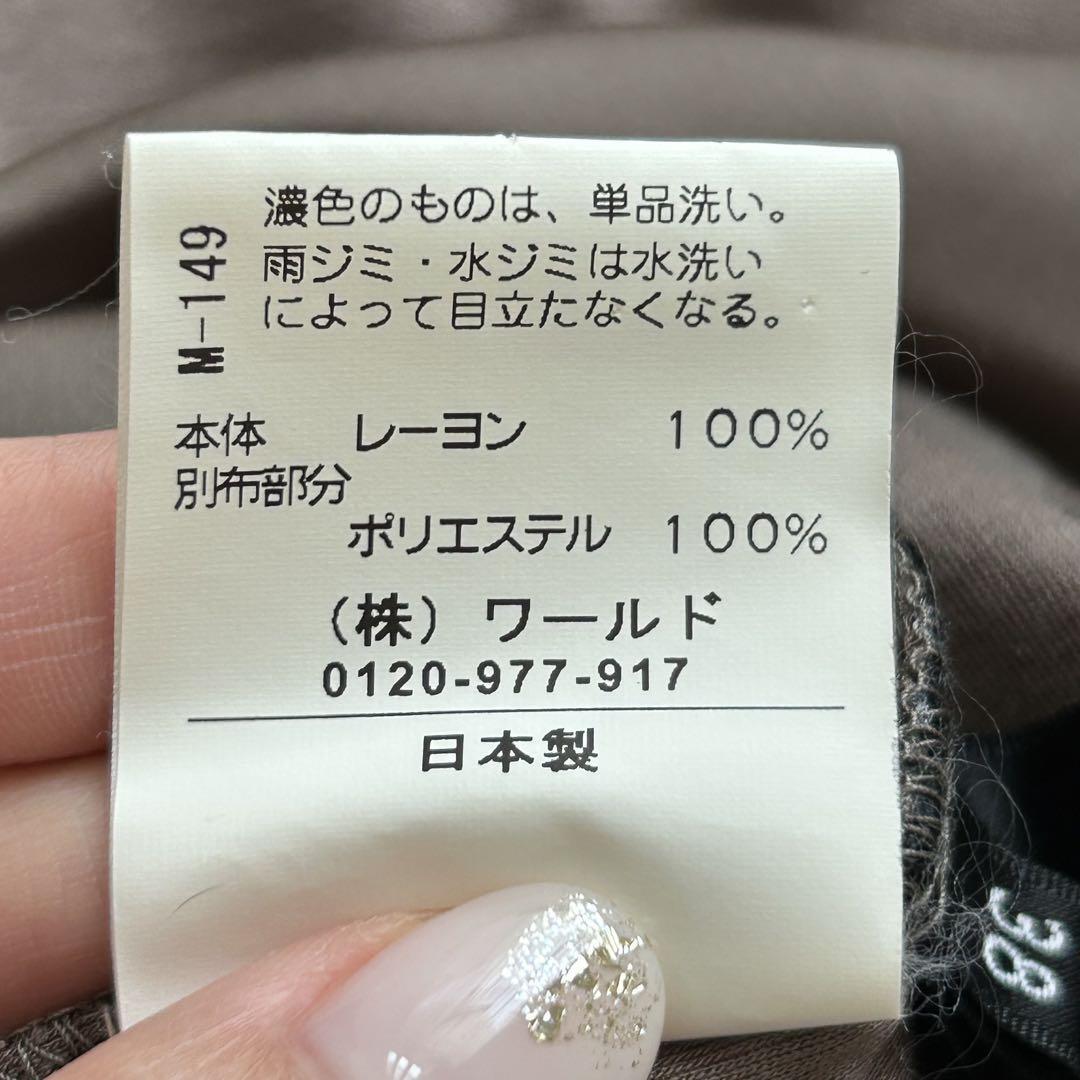 M-149
濃色のものは、単品洗い。
雨ジミ・水ジミは水洗い
によって目立たなくなる。
本体 レーヨン 100%
別布部分
ポリエステル 100%
(株) ワールド
0120-977-917
日本製
38